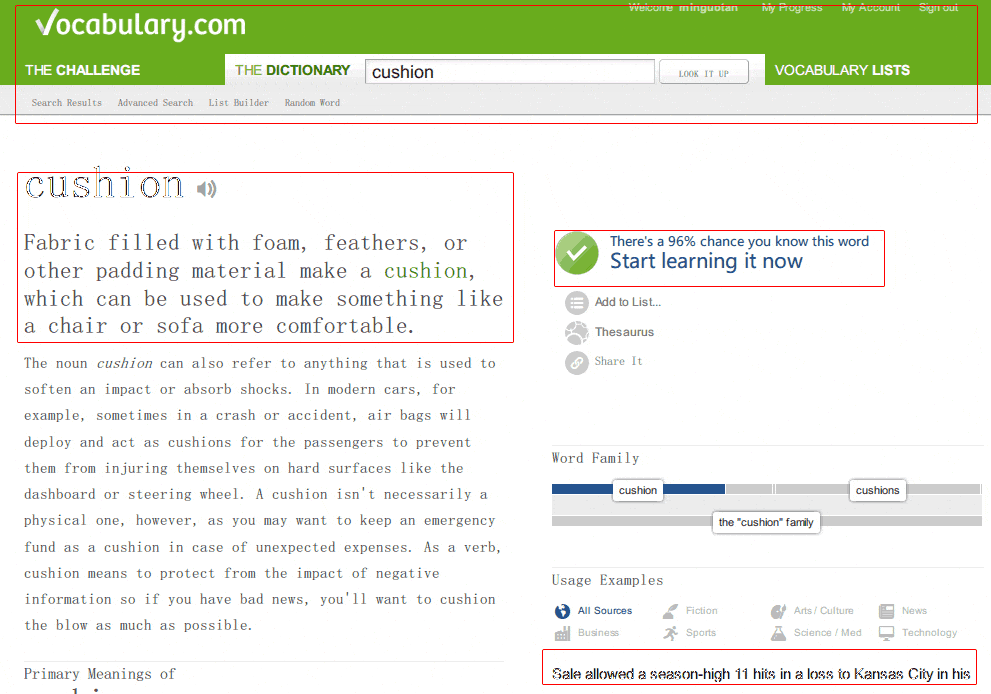 Welcome minguotan My Progress My Account Sign out
Vocabulary.com
THE CHALLENGE THE DICTIONARY cushion LOOK IT UP VOCABULARY LISTS
Search Results Advanced Search List Builder Random Word
cushion
Fabric filled with foam, feathers, or
other padding material make a cushion,
which can be used to make something like
a chair or sofa more comfortable.
The noun cushion can also refer to anything that is used to
soften an impact or absorb shocks. In modern cars, for
example, sometimes in a crash or accident, air bags will
deploy and act as cushions for the passengers to prevent
them from injuring themselves on hard surfaces like the
dashboard or steering wheel. A cushion isn't necessarily a
physical one, however, as you may want to keep an emergency
fund as a cushion in case of unexpected expenses. As a verb,
cushion means to protect from the impact of negative
information so if you have bad news, you'll want to cushion
the blow as much as possible.
Primary Meanings of
There's a 96% chance you know this word
Start learning it now
Add to List...
Thesaurus
Share It
Word Family
cushion cushions
the "cushion" family
Usage Examples
All Sources Fiction Arts / Culture News
Business Sports Science / Med Technology
Sale allowed a season-high 11 hits in a loss to Kansas City in his